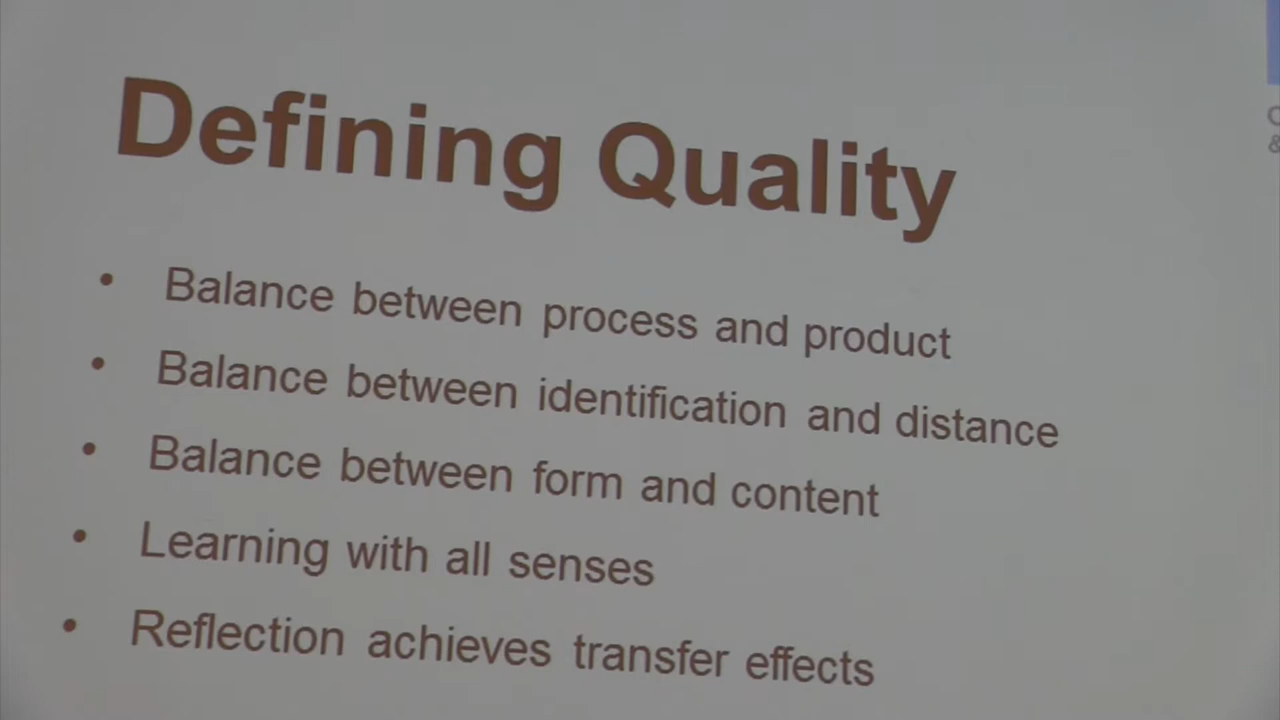 Defining Quality
• Balance between process and product
• Balance between identification and distance
• Balance between form and content
• Learning with all senses
• Reflection achieves transfer effects
&